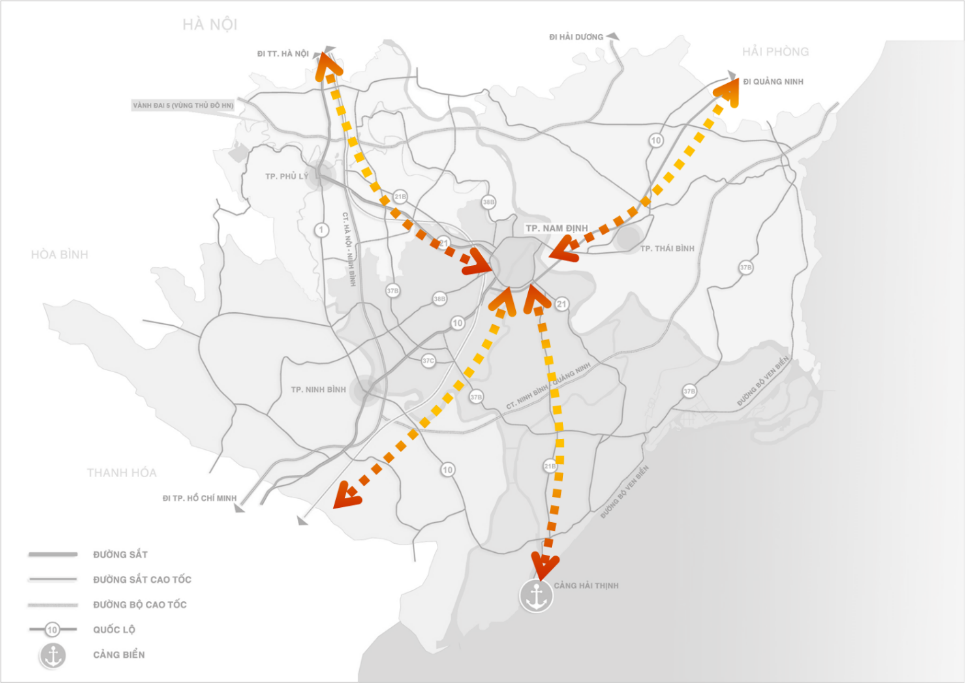 HÀ NỘI
ĐI HẢI DƯƠNG
HẢI PHÒNG
ĐI TT. HÀ NỘI
ĐI QUẢNG NINH
VÀNH ĐAI 5 (VÙNG THỦ ĐÔ HN)
10
TP. PHỦ LÝ
21B
38B
1
CT. HÀ NỘI - NINH BÌNH
TP. NAM ĐỊNH
21
TP. THÁI BÌNH
HÒA BÌNH
37B
37B
38B
21
10
37C
TP. NINH BÌNH
37B
CT. NINH BÌNH - QUẢNG NINH
37B
ĐƯỜNG BỘ VEN BIỂN
THANH HÓA
10
21B
ĐƯỜNG BỘ VEN BIỂN
ĐI TP. HỒ CHÍ MINH
ĐƯỜNG SẮT
ĐƯỜNG SẮT CAO TỐC
CẢNG HẢI THỊNH
ĐƯỜNG BỘ CAO TỐC
10
QUỐC LỘ
CẢNG BIỂN